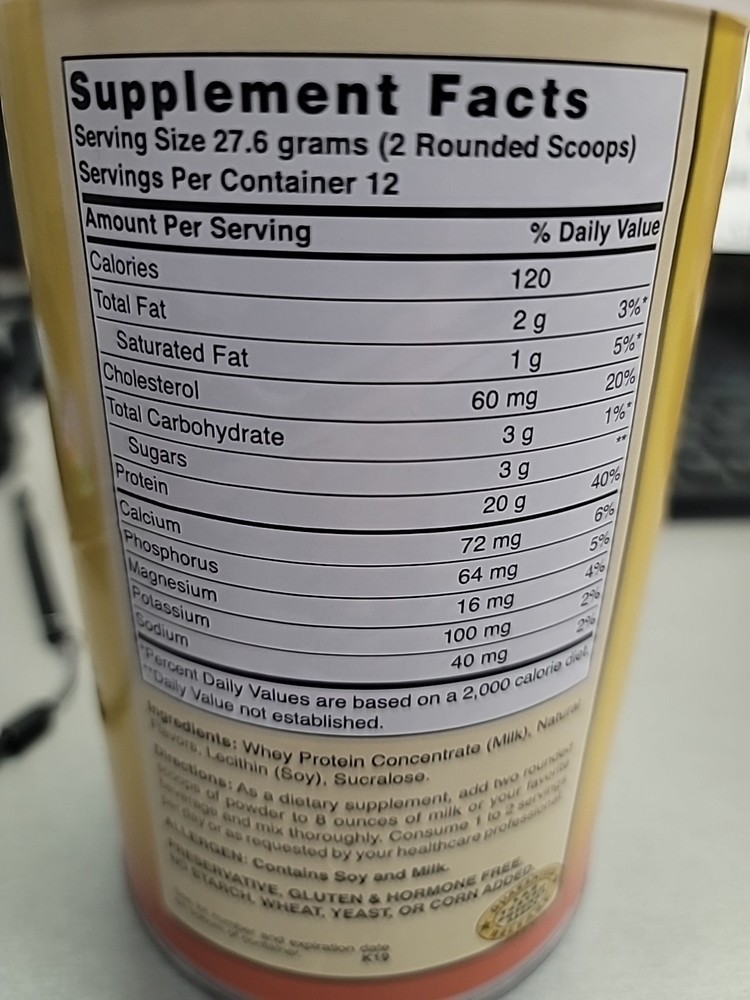 Supplement Facts
Serving Size 27.6 grams (2 Rounded Scoops)
Servings Per Container 12
Amount Per Serving % Daily Value
Calories 120
Total Fat 2 g 3%*
Saturated Fat 1 g 5%*
Cholesterol 60 mg 20%
Total Carbohydrate 3 g 1%*
Sugars 3 g **
Protein 20 g 40%
Calcium 72 mg 6%
Phosphorus 64 mg 5%
Magnesium 16 mg 4%
Potassium 100 mg 2%
Sodium 40 mg 2%
*Percent Daily Values are based on a 2,000 calorie diet.
**Daily Value not established.
Ingredients: Whey Protein Concentrate (Milk), Natural
Flavors, Lecithin (Soy), Sucralose.
Directions: As a dietary supplement, add two rounded
scoops of powder to 8 ounces of milk or your favorite
beverage and mix thoroughly. Consume 1 to 2 servings
per day or as requested by your healthcare professional.
ALLERGEN: Contains Soy and Milk.
PRESERVATIVE, GLUTEN & HORMONE FREE.
NO STARCH, WHEAT, YEAST, OR CORN ADDED.
number and expiration date
of container. K19